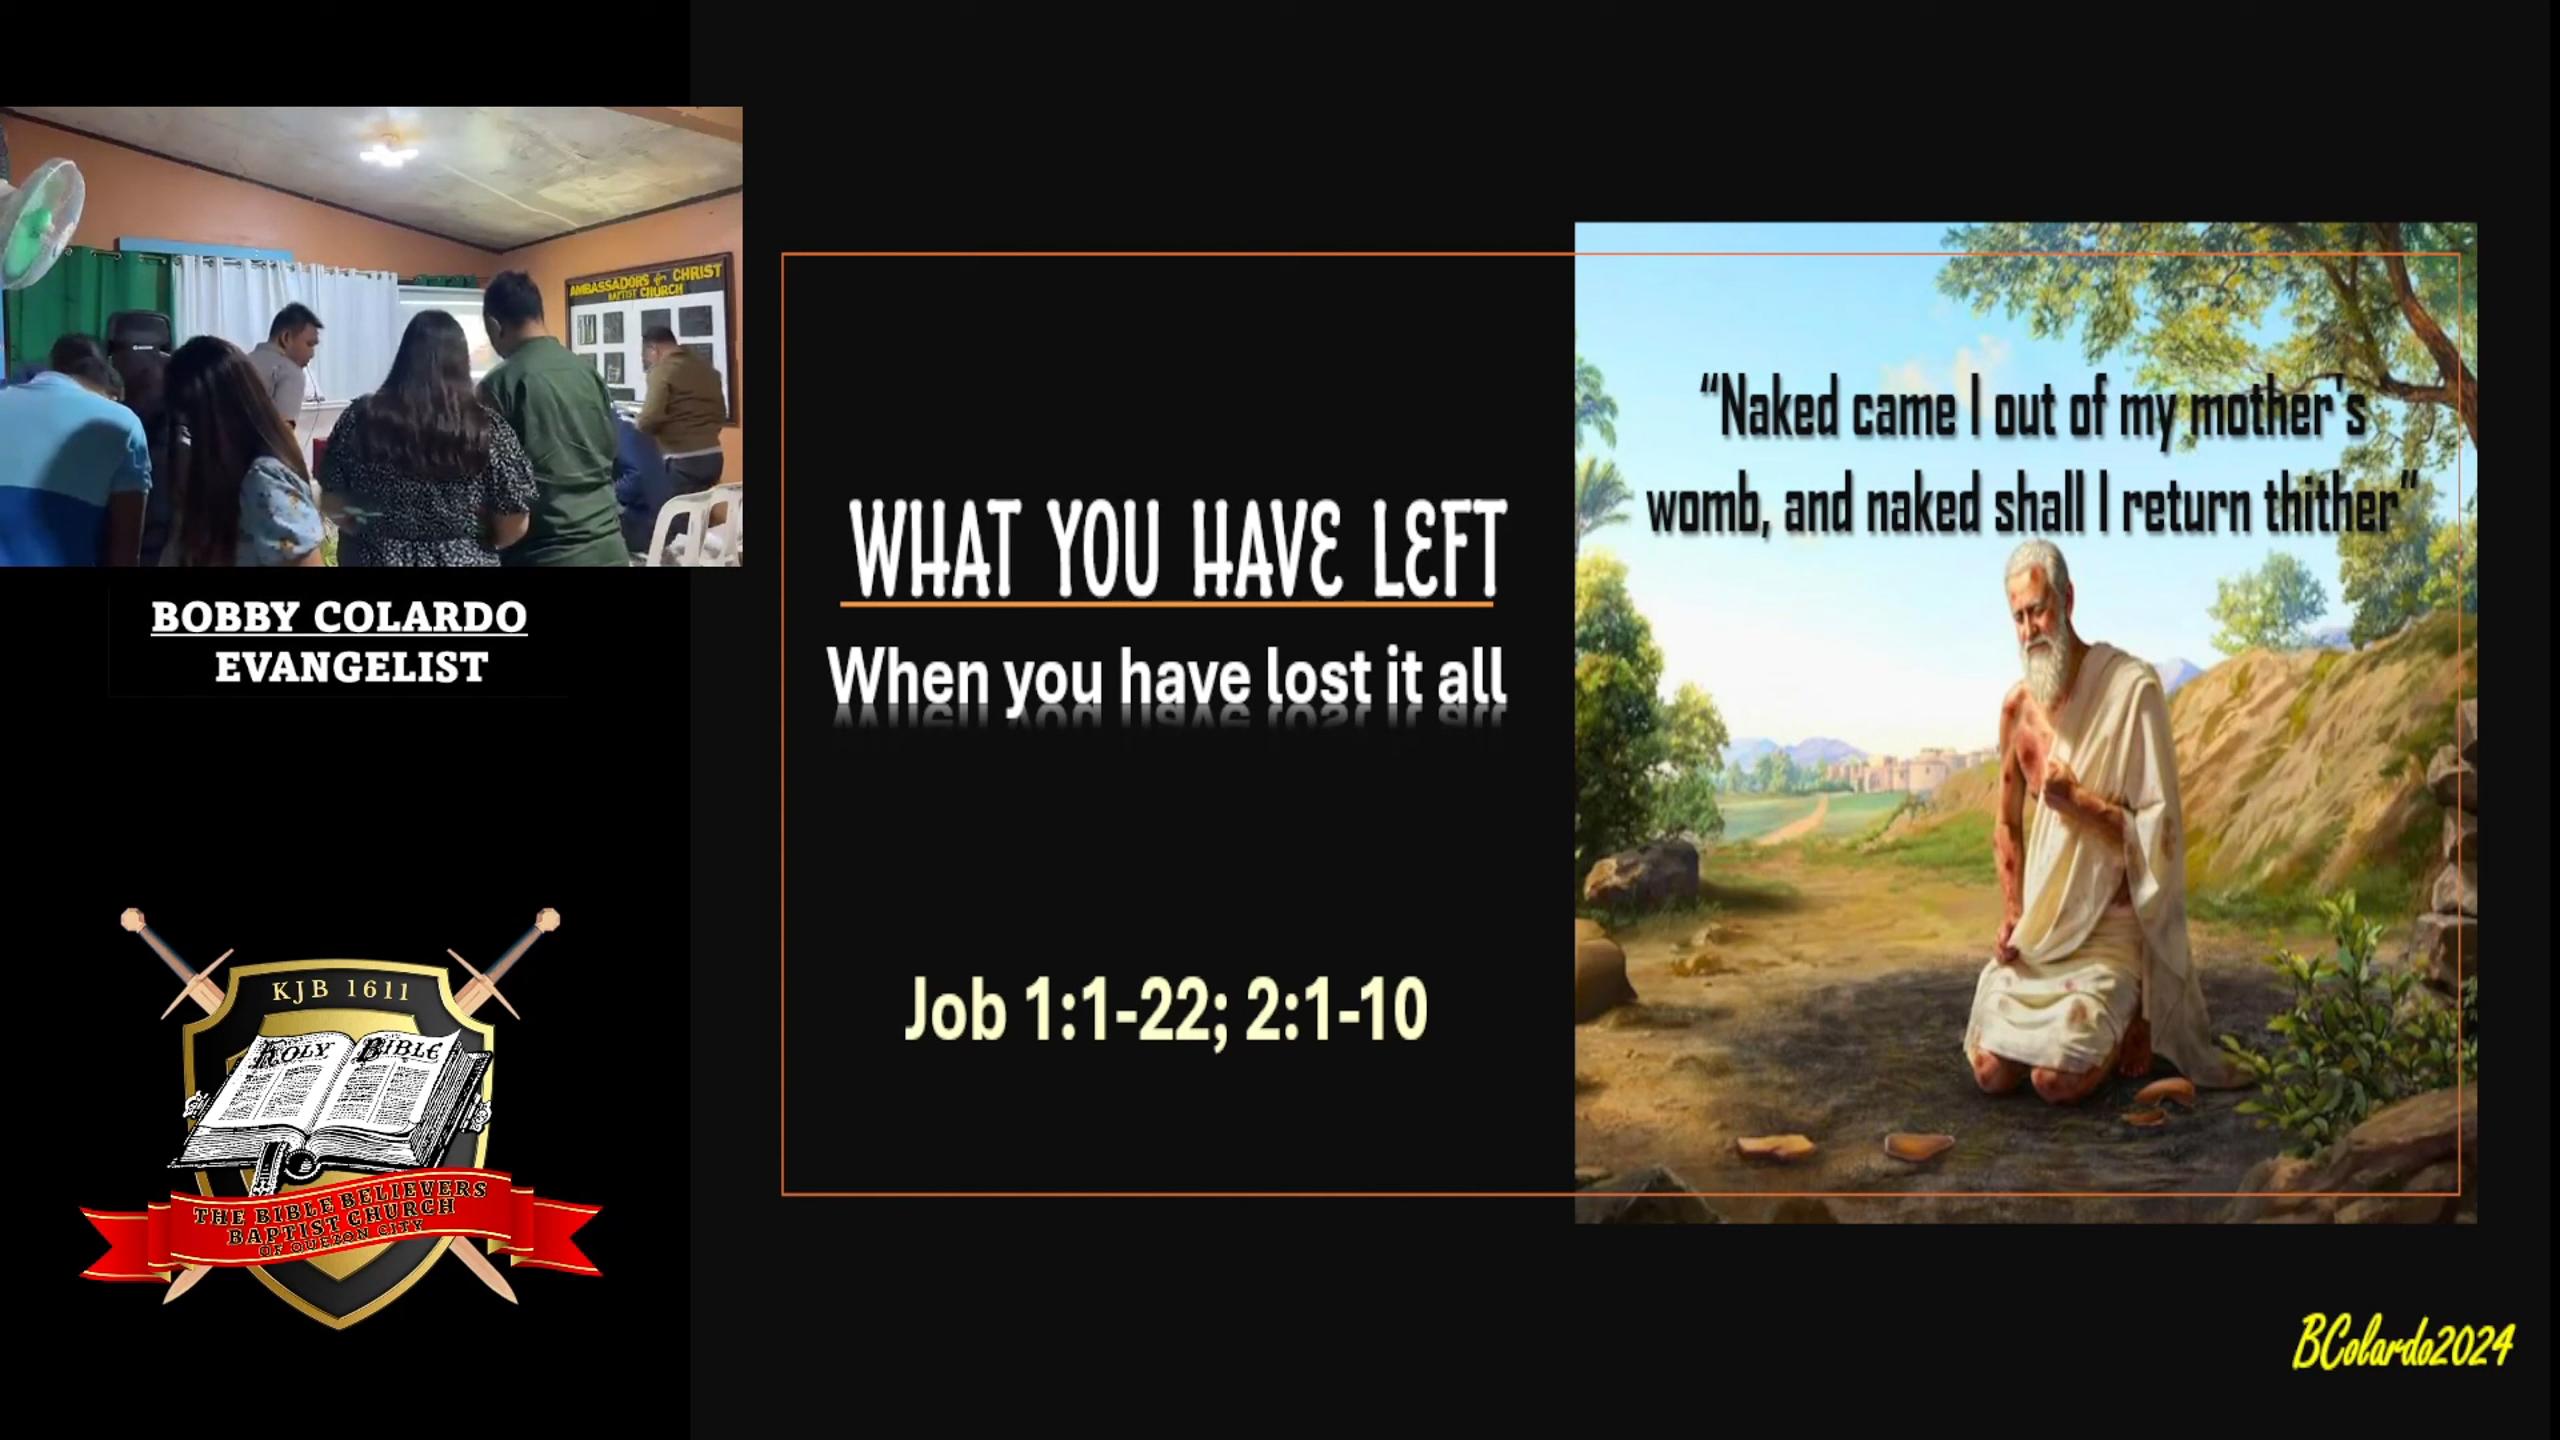 AMBASSADORS for CHRIST
BAPTIST CHURCH
BOBBY COLARDO
EVANGELIST
KJB 1611
HOLY BIBLE
THE BIBLE BELIEVERS
BAPTIST CHURCH
OF QUEZON CITY
WHAT YOU HAVE LEFT
When you have lost it all
Job 1:1-22; 2:1-10
“Naked came I out of my mother's
womb, and naked shall I return thither”
BColardo2024